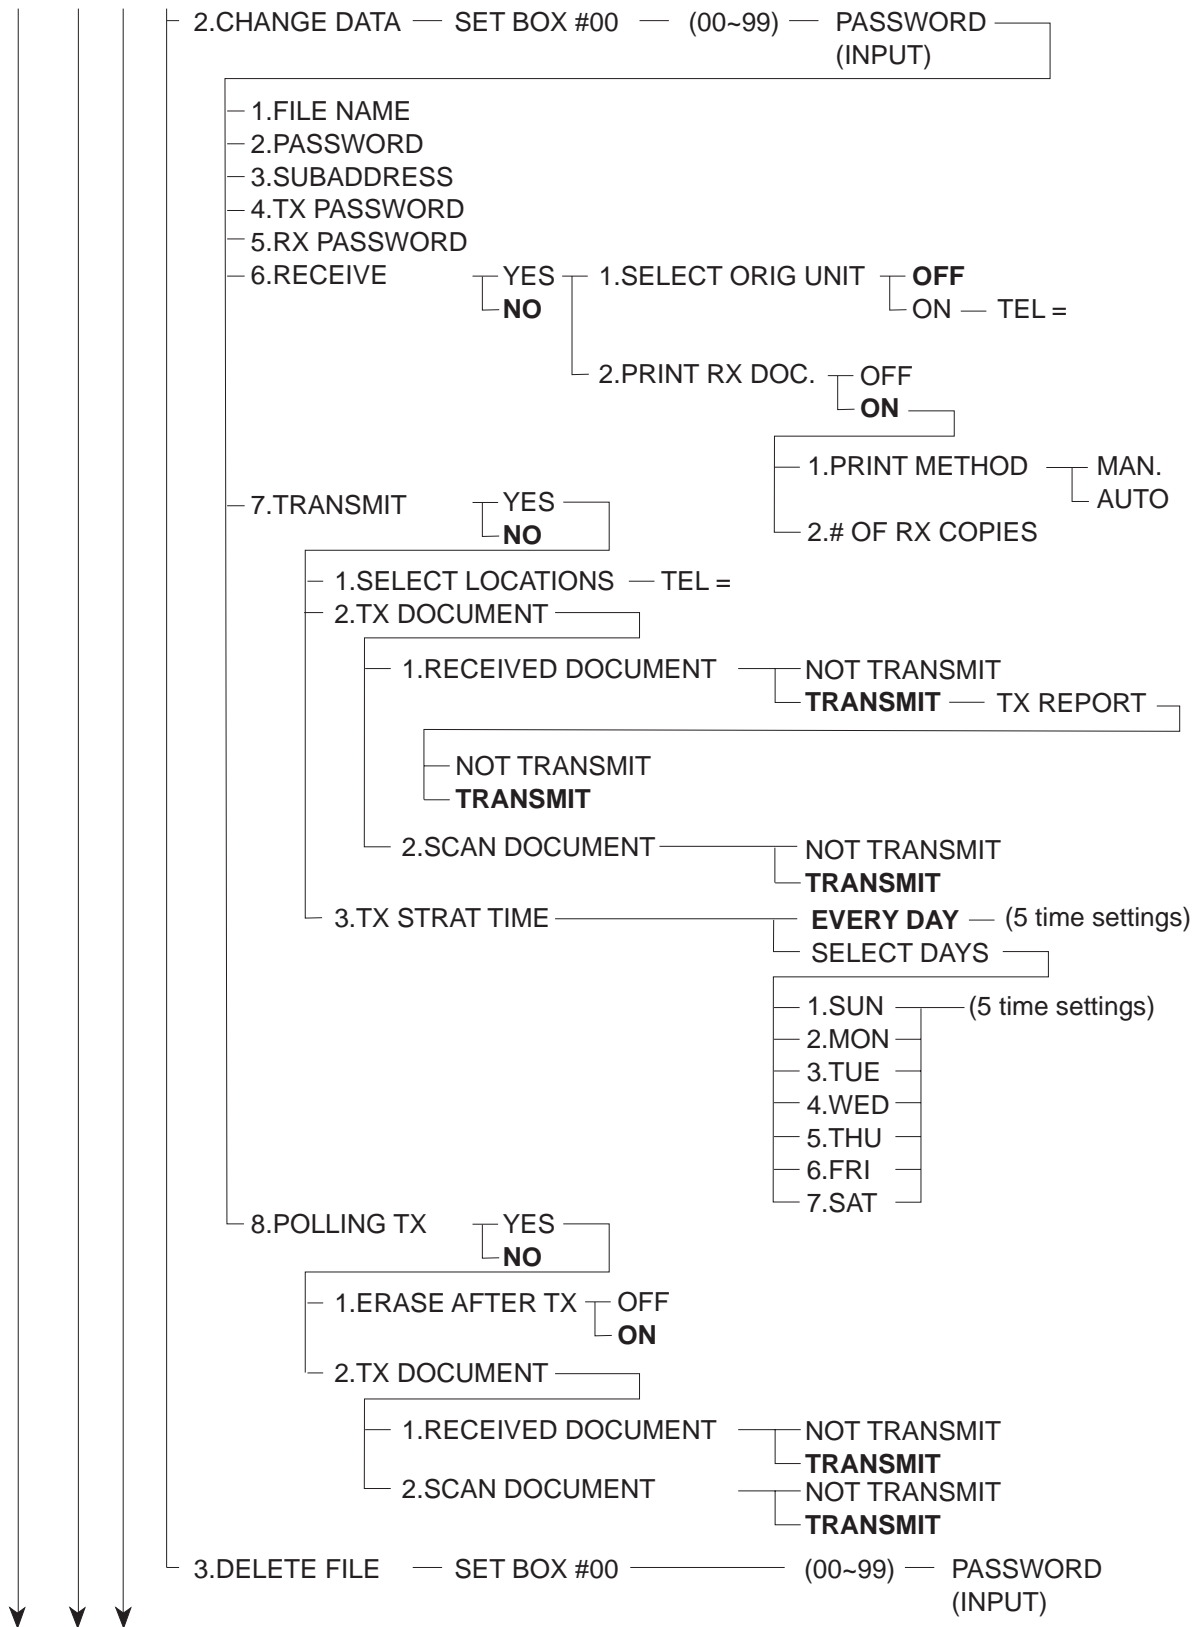 2.CHANGE DATA SET BOX #00 (00~99) PASSWORD
(INPUT)
1.FILE NAME
2.PASSWORD
3.SUBADDRESS
4.TX PASSWORD
5.RX PASSWORD
6.RECEIVE YES 1.SELECT ORIG UNIT OFF
NO ON TEL =
2.PRINT RX DOC. OFF
ON
1.PRINT METHOD MAN.
AUTO
7.TRANSMIT YES
NO 2.# OF RX COPIES
1.SELECT LOCATIONS TEL =
2.TX DOCUMENT
1.RECEIVED DOCUMENT NOT TRANSMIT
TRANSMIT TX REPORT
NOT TRANSMIT
TRANSMIT
2.SCAN DOCUMENT NOT TRANSMIT
TRANSMIT
3.TX STRAT TIME EVERY DAY (5 time settings)
SELECT DAYS
1.SUN (5 time settings)
2.MON
3.TUE
4.WED
5.THU
6.FRI
7.SAT
8.POLLING TX YES
NO
1.ERASE AFTER TX OFF
ON
2.TX DOCUMENT
1.RECEIVED DOCUMENT NOT TRANSMIT
TRANSMIT
2.SCAN DOCUMENT NOT TRANSMIT
TRANSMIT
3.DELETE FILE SET BOX #00 (00~99) PASSWORD
(INPUT)